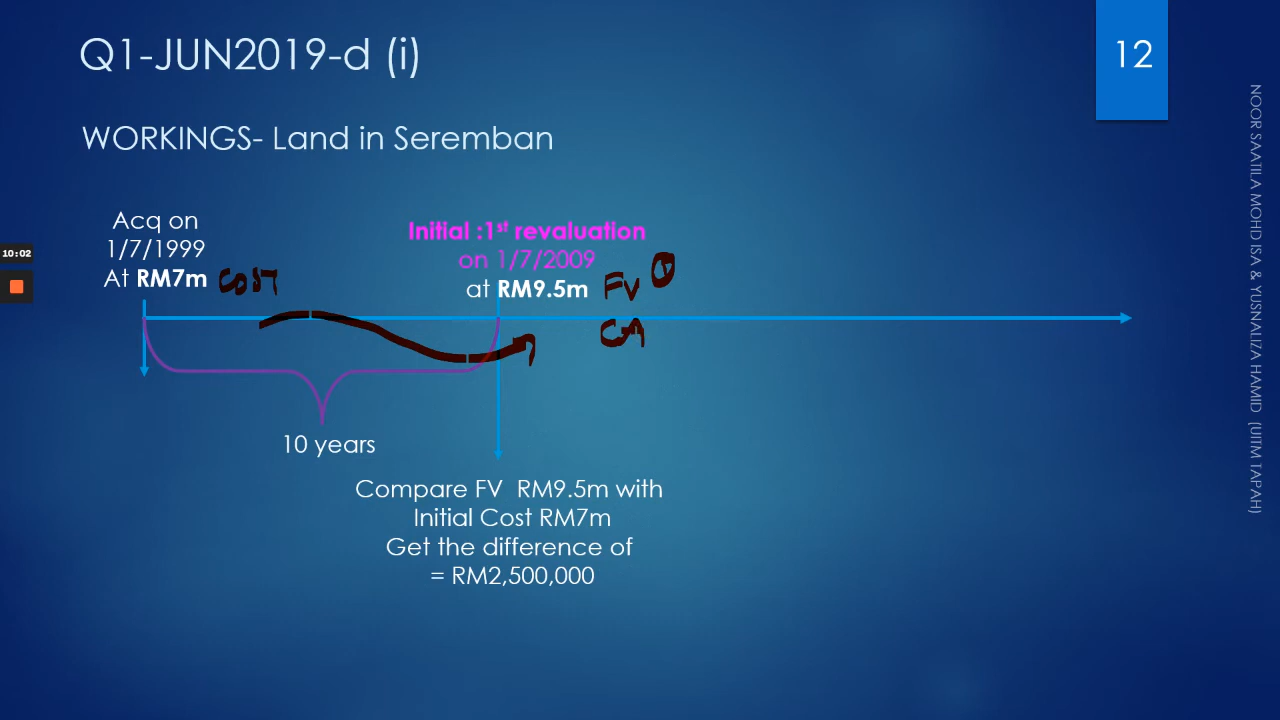 Q1-JUN2019-d (i)
12
WORKINGS- Land in Seremban
Acq on
1/7/1999
At RM7m
Cost
Initial :1st revaluation
on 1/7/2009
at RM9.5m
FV
10:02
10 years
Compare FV RM9.5m with
Initial Cost RM7m
Get the difference of
= RM2,500,000
NOOR SAATILA MOHD ISA & YUSNALIZA HAMID (UITM TAPAH)